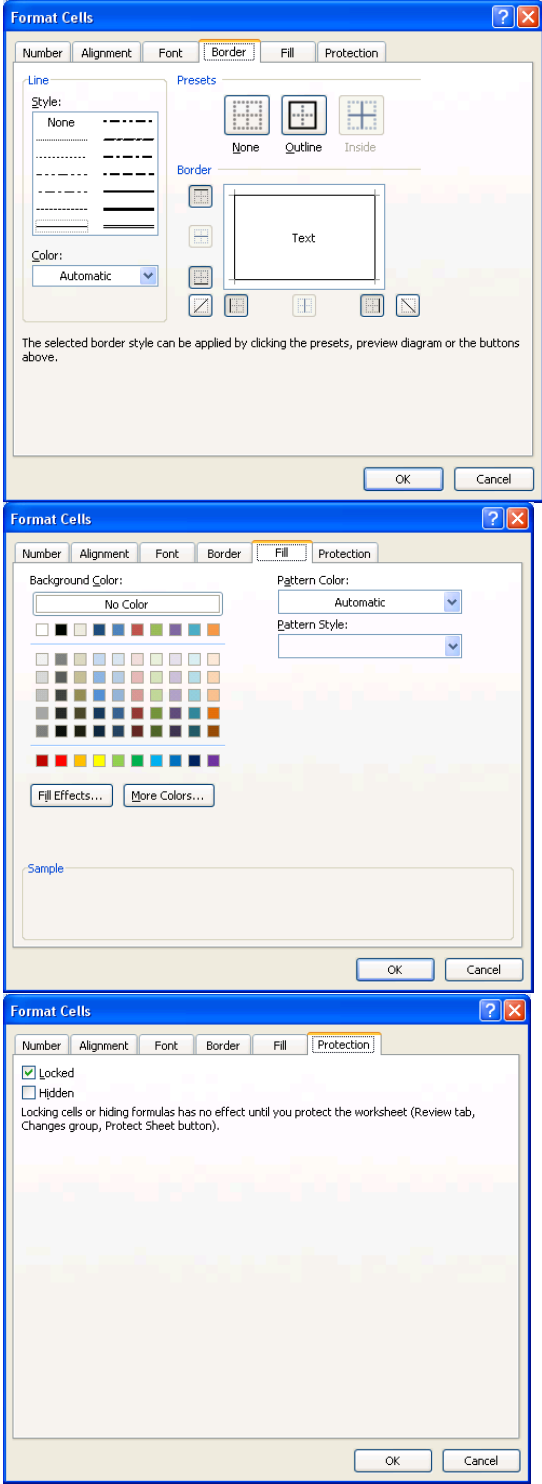 Format Cells
Number Alignment Font Border Fill Protection
Line
Presets
Style:
None
None Outline Inside
Border
Text
Color:
Automatic
The selected border style can be applied by clicking the presets, preview diagram or the buttons
above.
OK Cancel
Format Cells
Number Alignment Font Border Fill Protection
Background Color:
Pattern Color:
No Color
Automatic
Pattern Style:
Fill Effects... More Colors...
Sample
OK Cancel
Format Cells
Number Alignment Font Border Fill Protection
Locked
Hidden
Locking cells or hiding formulas has no effect until you protect the worksheet (Review tab,
Changes group, Protect Sheet button).
OK Cancel